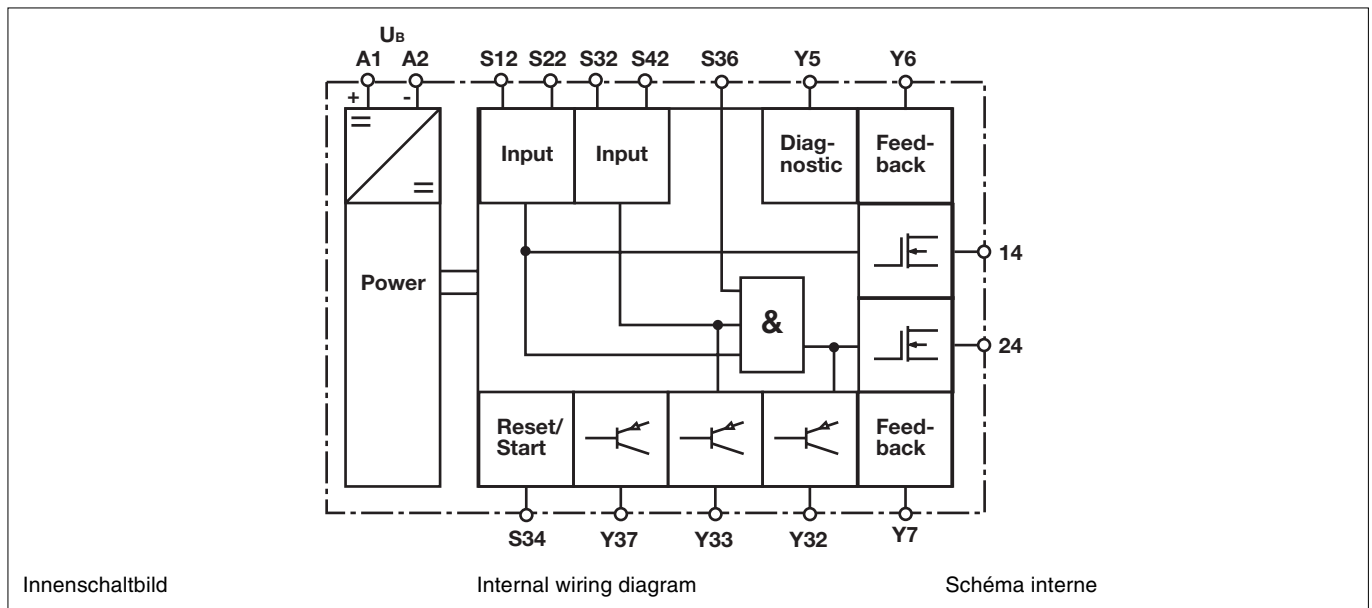 UB
A1 A2 S12 S22 S32 S42 S36 Y5 Y6
+ -
Input Input Diag-
nostic Feed-
back
14
Power
&
24
Reset/
Start Feed-
back
S34 Y37 Y33 Y32 Y7
Innenschaltbild Internal wiring diagram Schéma interne